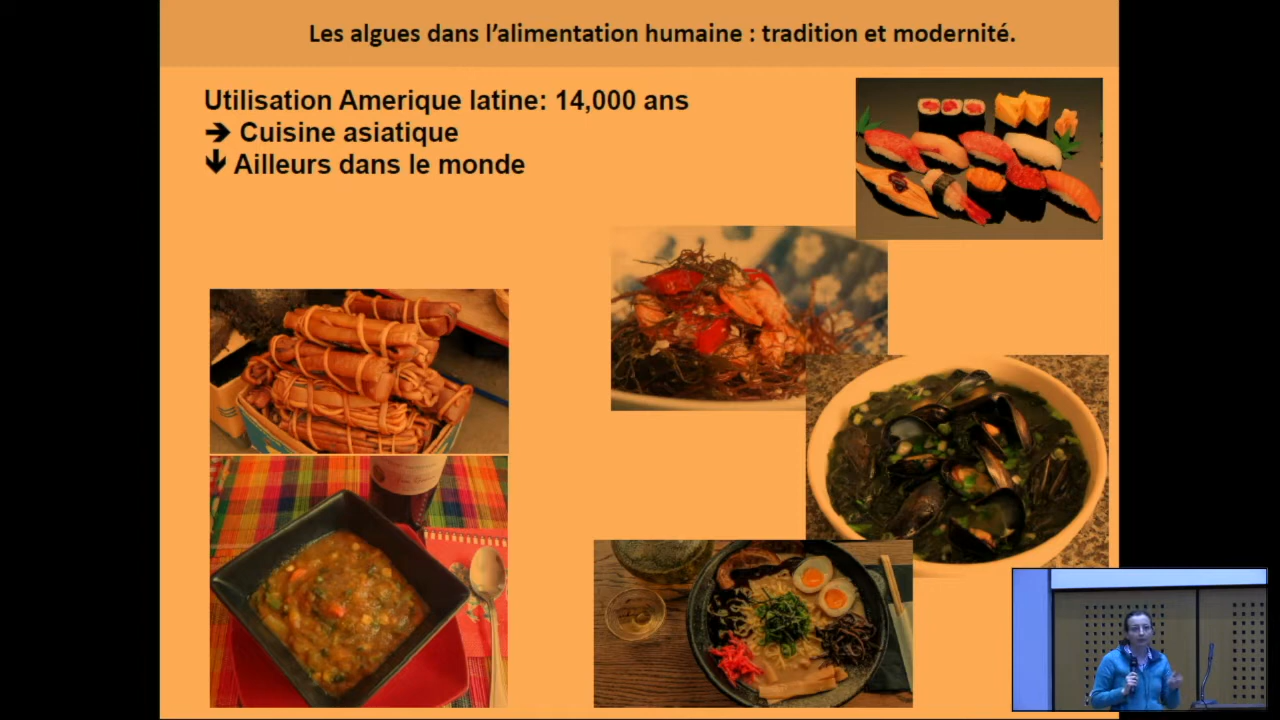 Les algues dans l’alimentation humaine : tradition et modernité.
Utilisation Amerique latine: 14,000 ans
➔ Cuisine asiatique
🡻 Ailleurs dans le monde